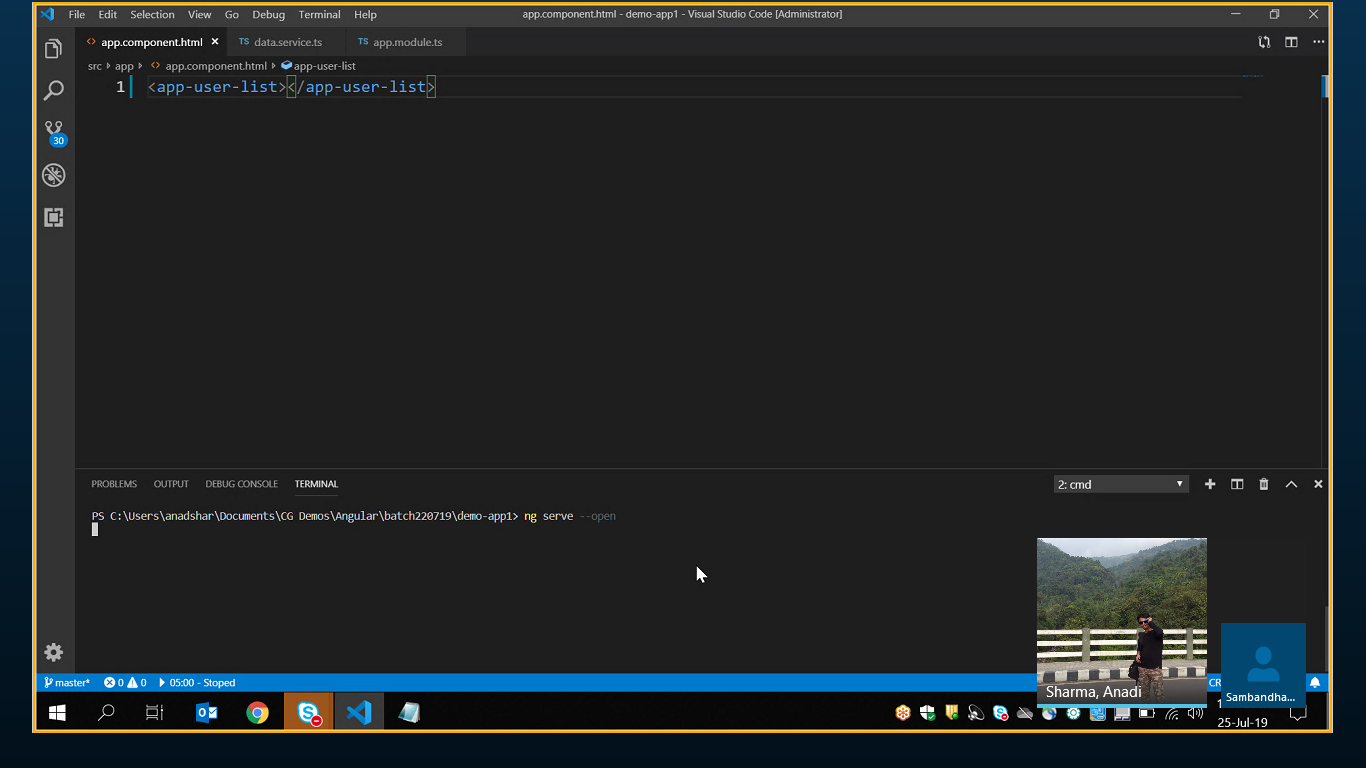 File Edit Selection View Go Debug Terminal Help app.component.html - demo-app1 - Visual Studio Code [Administrator]
app.component.html TS data.service.ts TS app.module.ts
src app app.component.html app-user-list
1 <app-user-list></app-user-list>
30
PROBLEMS OUTPUT DEBUG CONSOLE TERMINAL 2: cmd
PS C:\Users\anadshar\Documents\CG Demos\Angular\batch220719\demo-app1> ng serve --open
Sharma, Anadi
Sambandha...
master* 0 0 05:00 - Stoped CR
25-Jul-19